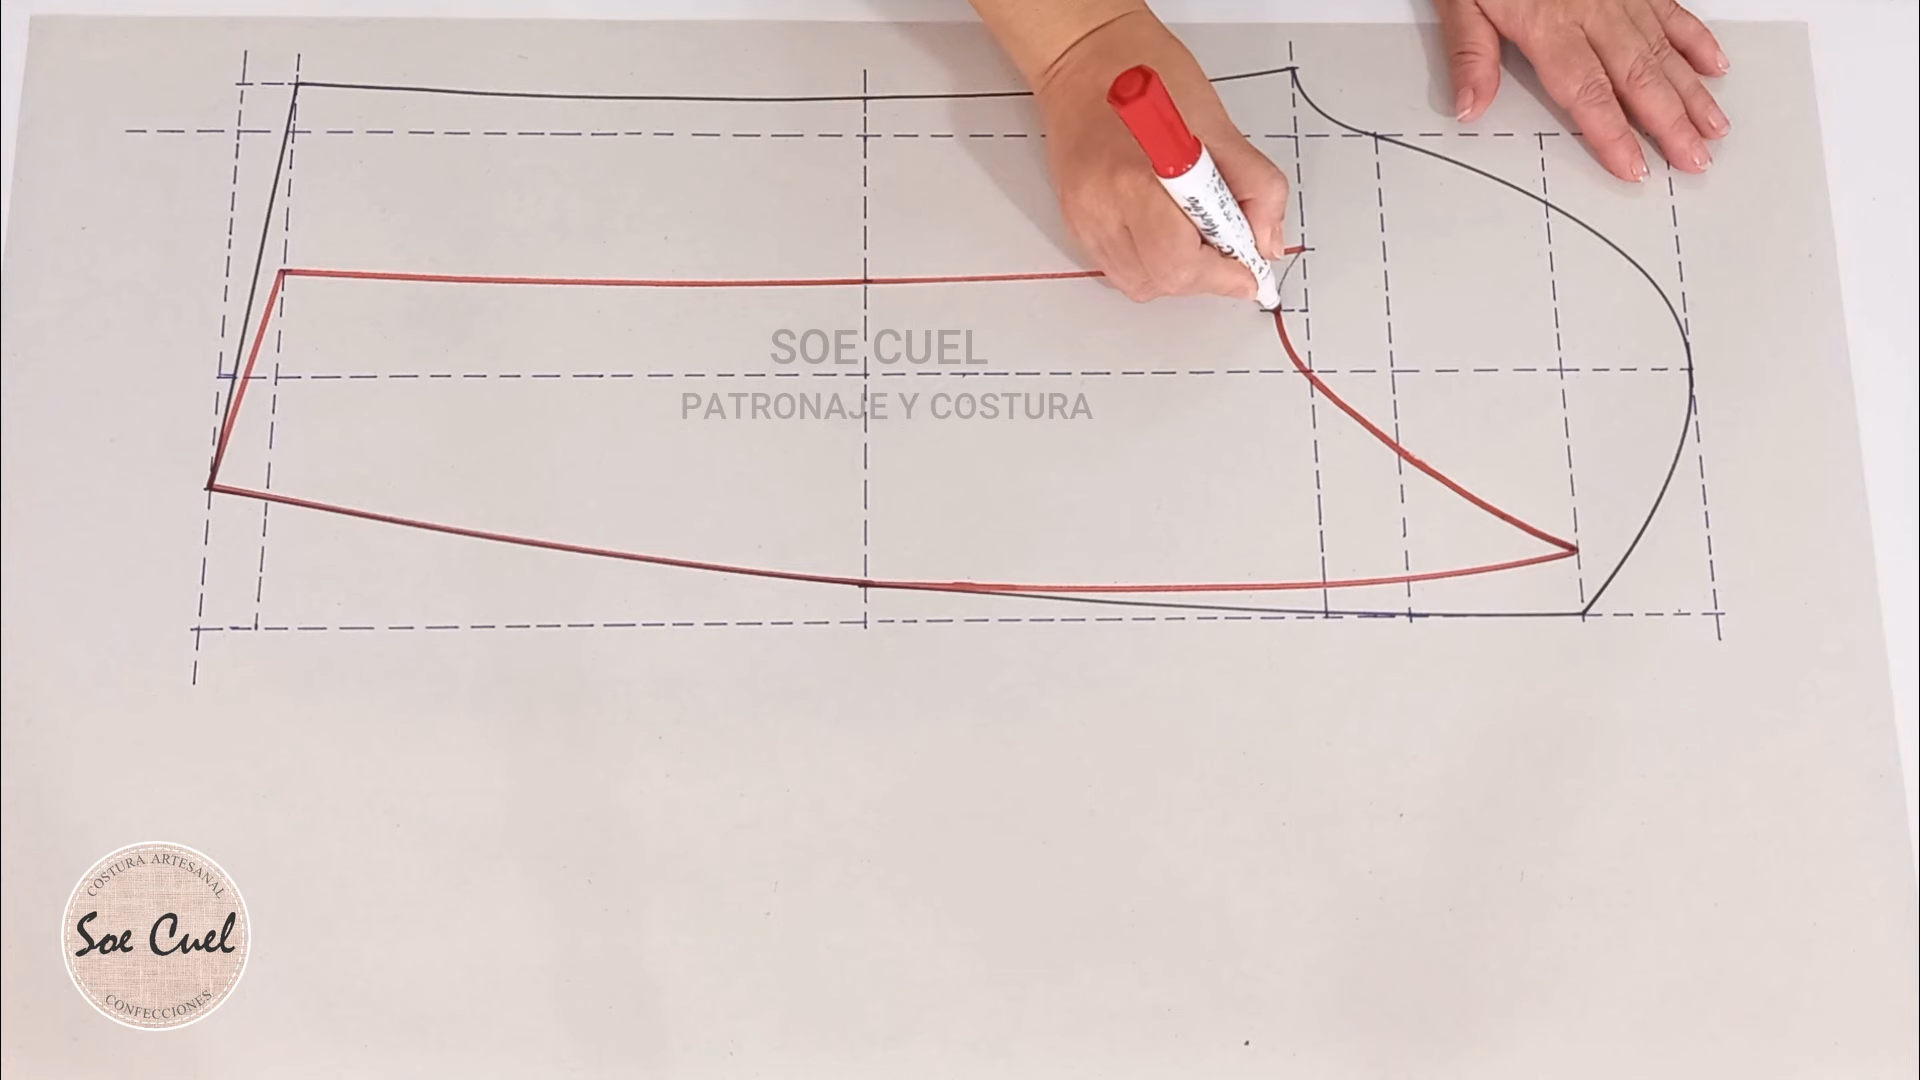 SOE CUEL
PATRONAJE Y COSTURA
COSTURA ARTESANAL
Soe Cuel
CONFECCIONES